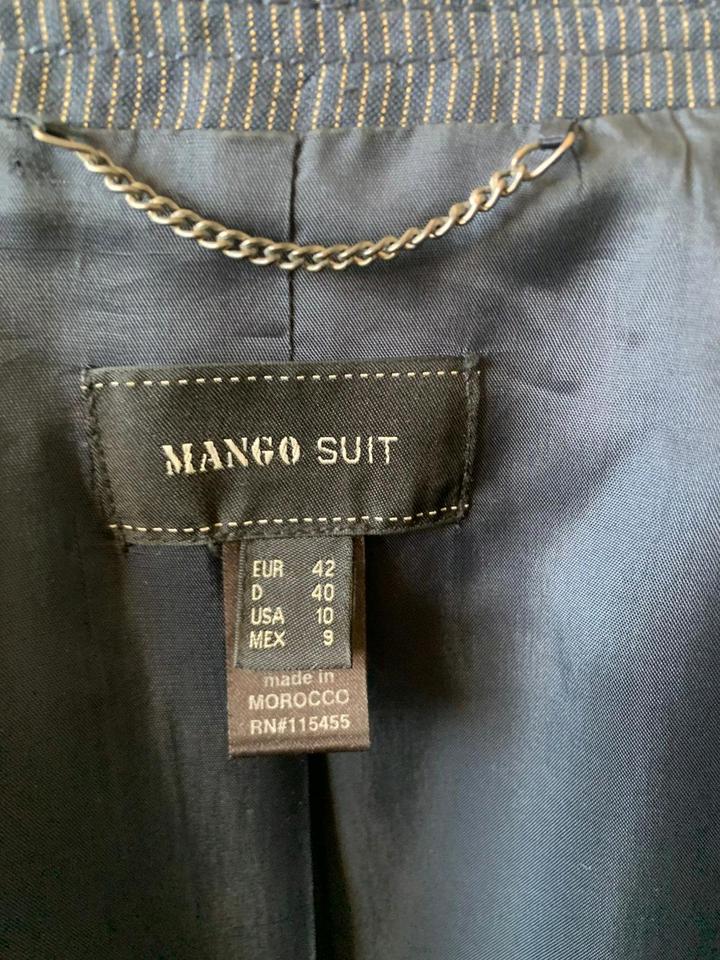 MANGO SUIT
EUR 42
D 40
USA 10
MEX 9
made in
MOROCCO
RN#115455